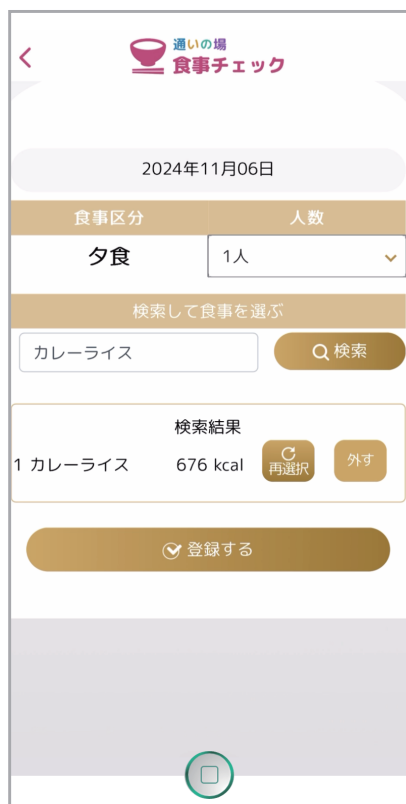 通いの場
食事チェック
2024年11月06日
食事区分 人数
夕食 1人
検索して食事を選ぶ
カレーライス 検索
検索結果
1 カレーライス 676 kcal 再選択 外す
登録する